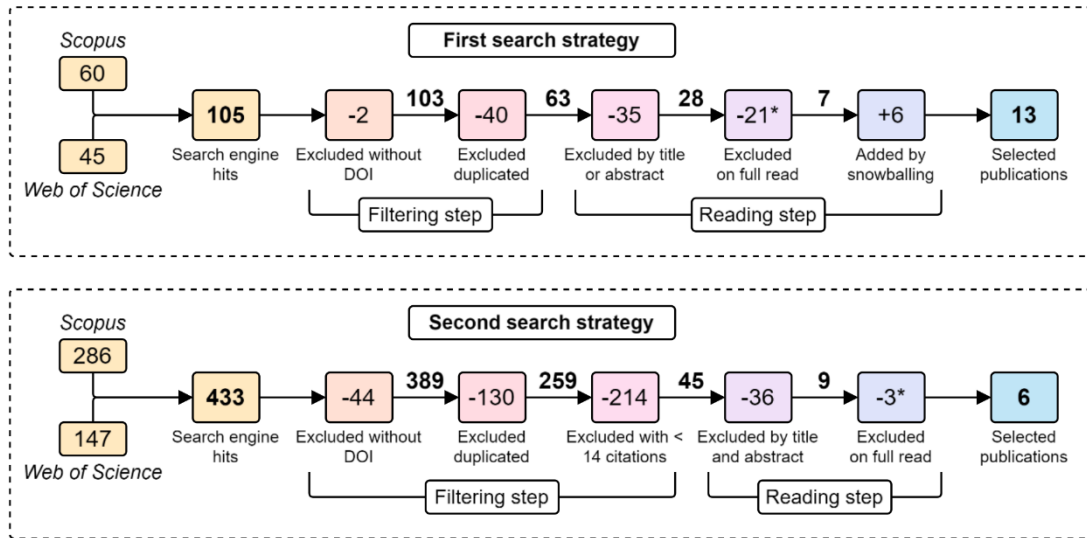 First search strategy
Scopus
60
45
Web of Science
105
Search engine
hits
-2
Excluded without
DOI
103
-40
Excluded
duplicated
63
-35
Excluded by title
or abstract
28
-21*
Excluded
on full read
7
+6
Added by
snowballing
13
Selected
publications
Filtering step
Reading step
Second search strategy
Scopus
286
147
Web of Science
433
Search engine
hits
-44
Excluded without
DOI
389
-130
Excluded
duplicated
259
-214
Excluded with <
14 citations
45
-36
Excluded by title
and abstract
9
-3*
Excluded
on full read
6
Selected
publications
Filtering step
Reading step